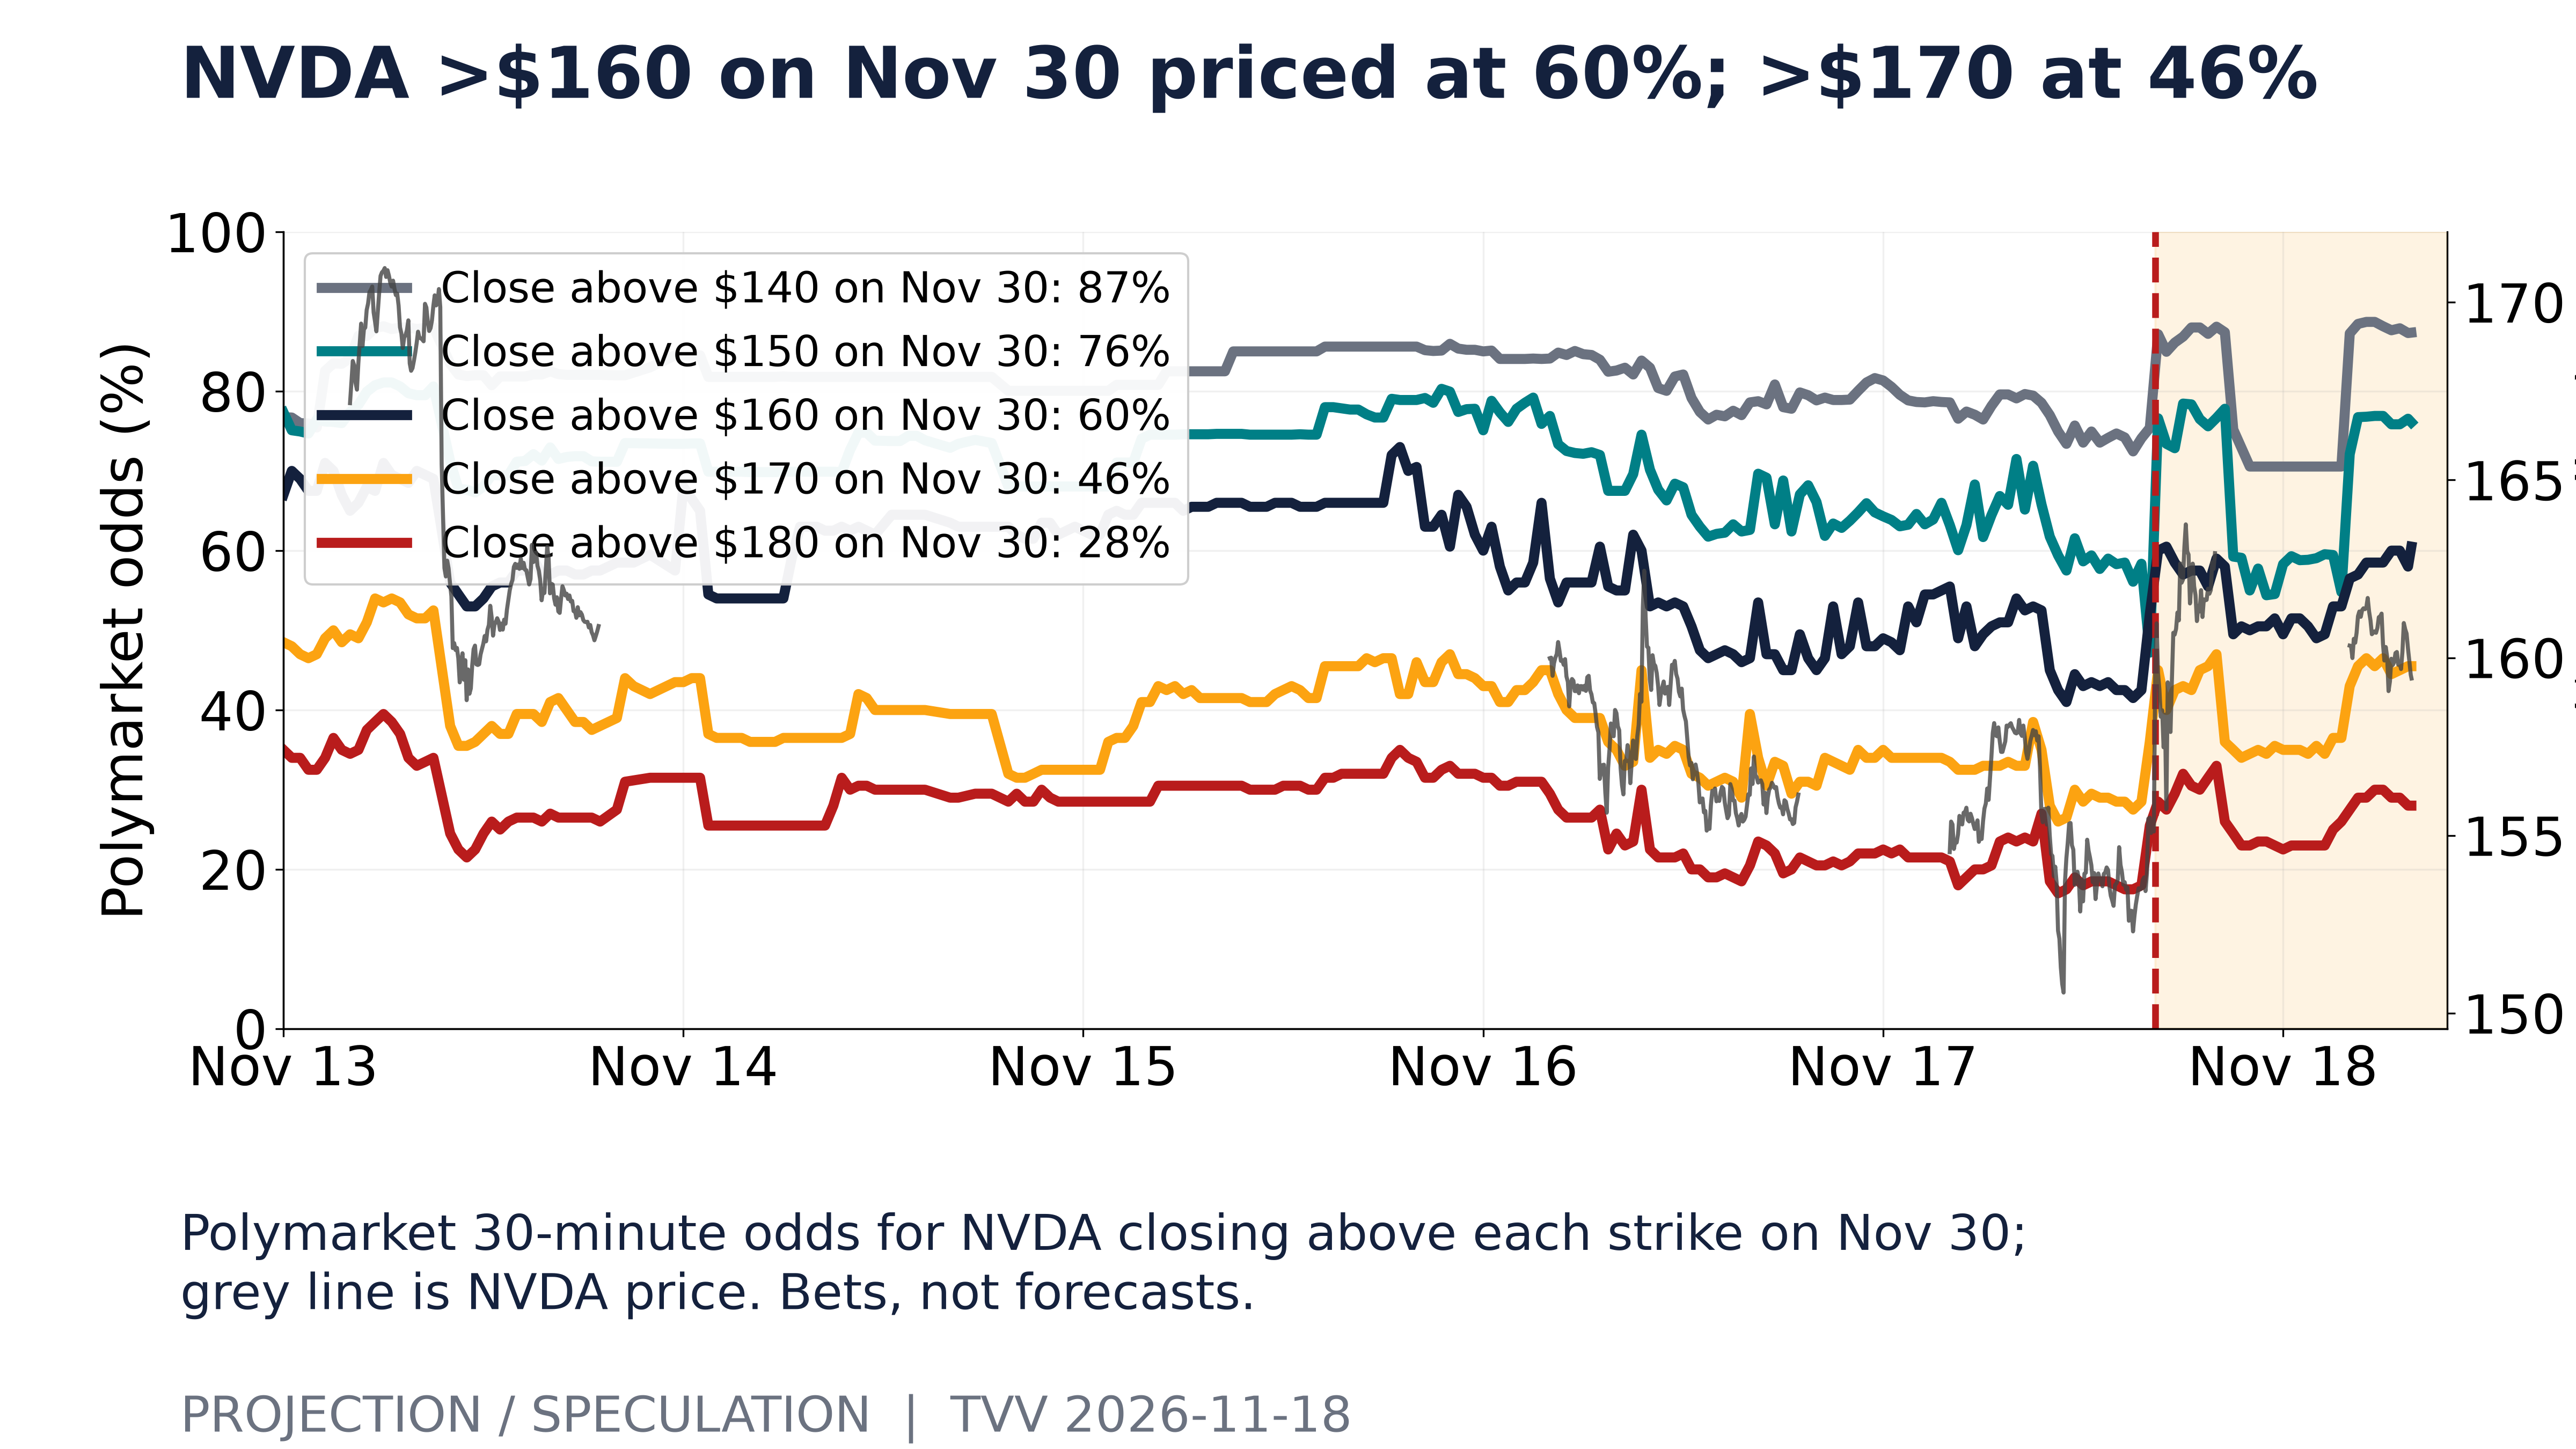 NVDA >$160 on Nov 30 priced at 60%; >$170 at 46%
Polymarket odds (%)
100
80
60
40
20
0
Close above $140 on Nov 30: 87%
Close above $150 on Nov 30: 76%
Close above $160 on Nov 30: 60%
Close above $170 on Nov 30: 46%
Close above $180 on Nov 30: 28%
170
165
160
155
150
Nov 13
Nov 14
Nov 15
Nov 16
Nov 17
Nov 18
Polymarket 30-minute odds for NVDA closing above each strike on Nov 30;
grey line is NVDA price. Bets, not forecasts.
PROJECTION / SPECULATION | TVV 2026-11-18